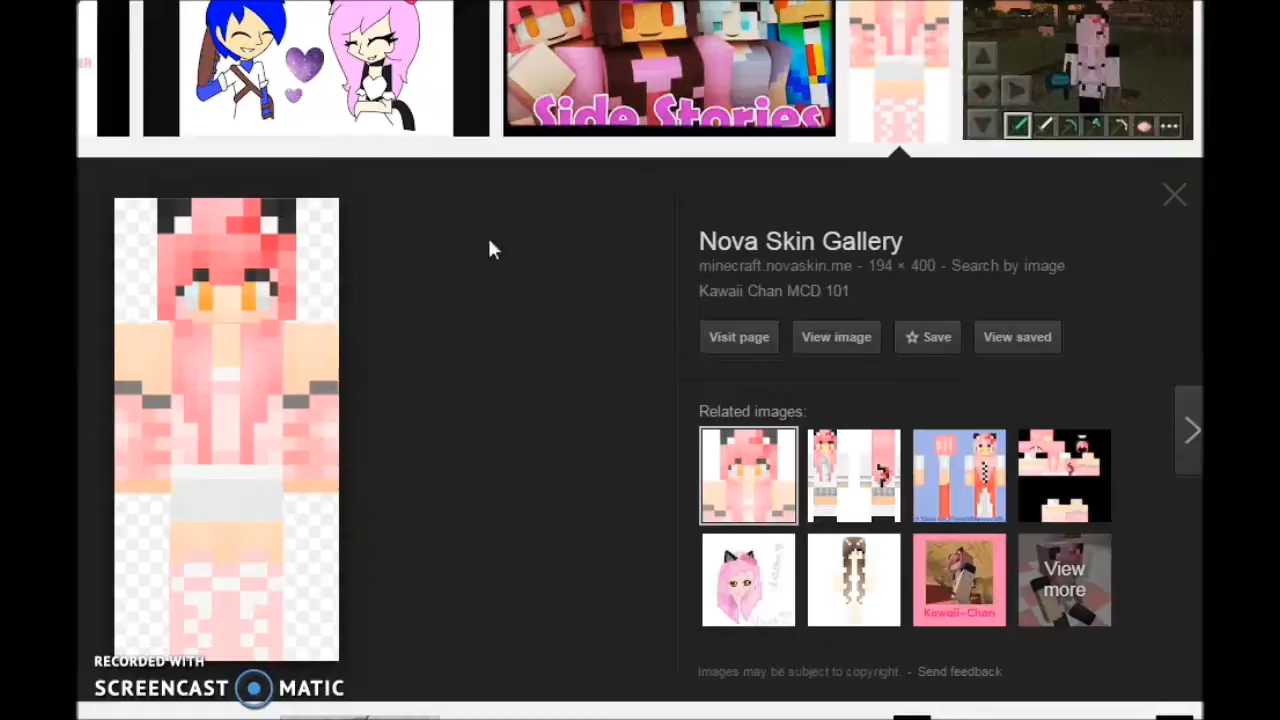 Side Stories
Nova Skin Gallery
minecraft.novaskin.me - 194 × 400 - Search by image
Kawaii Chan MCD 101
Visit page
View image
Save
View saved
Related images:
View more
Kawaii-Chan
RECORDED WITH
SCREENCAST MATIC
Images may be subject to copyright. - Send feedback